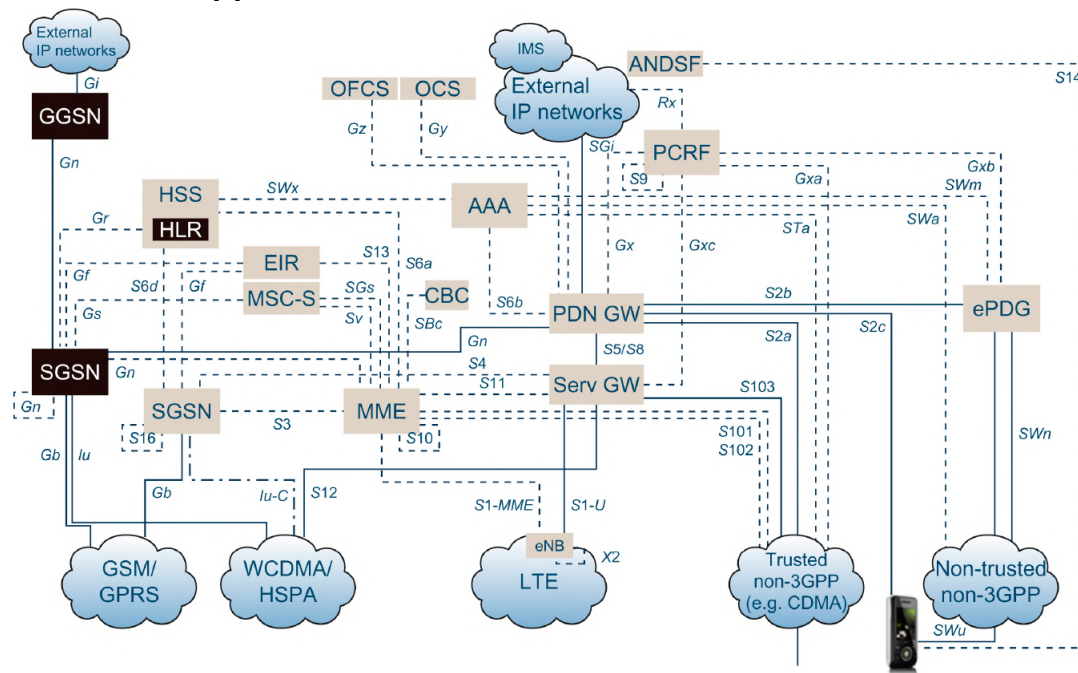 External
IP networks
Gi
GGSN
Gn
IMS
External
IP networks
ANDSF
S14
OFCS
OCS
Gz
Gy
Rx
SGi
PCRF
S9
Gxa
Gxb
HSS
HLR
SWx
AAA
SWm
SWa
STa
Gr
Gf
EIR
S13
S6a
Gx
Gxc
S6d
Gf
MSC-S
SGs
CBC
S6b
Gs
Sv
SBc
PDN GW
S2b
ePDG
Gn
S2a
S2c
SGSN
Gn
S4
S5/S8
S11
Serv GW
S103
Gn
SGSN
MME
S16
S3
S10
S101
S102
SWn
Gb
Iu
Gb
Iu-C
S12
S1-MME
S1-U
eNB
X2
GSM/
GPRS
WCDMA/
HSPA
LTE
Trusted
non-3GPP
(e.g. CDMA)
Non-trusted
non-3GPP
SWu